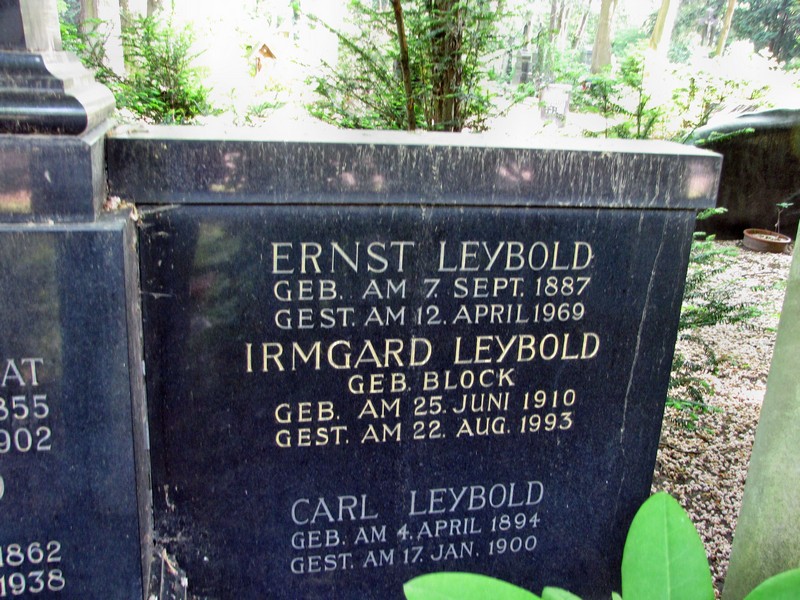 ERNST LEYBOLD
GEB. AM 7. SEPT. 1887
GEST. AM 12. APRIL 1969
IRMGARD LEYBOLD
GEB. BLOCK
GEB. AM 25. JUNI 1910
GEST. AM 22. AUG. 1993
CARL LEYBOLD
GEB. AM 4. APRIL 1894
GEST. AM 17. JAN. 1900
AT
1855
1902
1862
1938